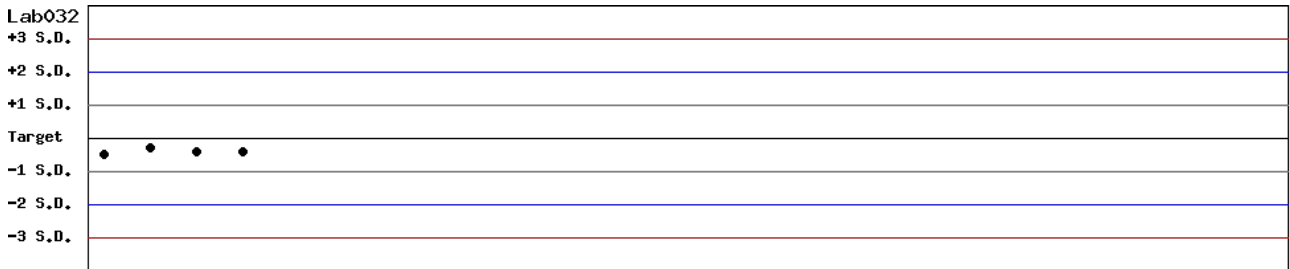 Lab032
+3 S.D.
+2 S.D.
+1 S.D.
Target
-1 S.D.
-2 S.D.
-3 S.D.